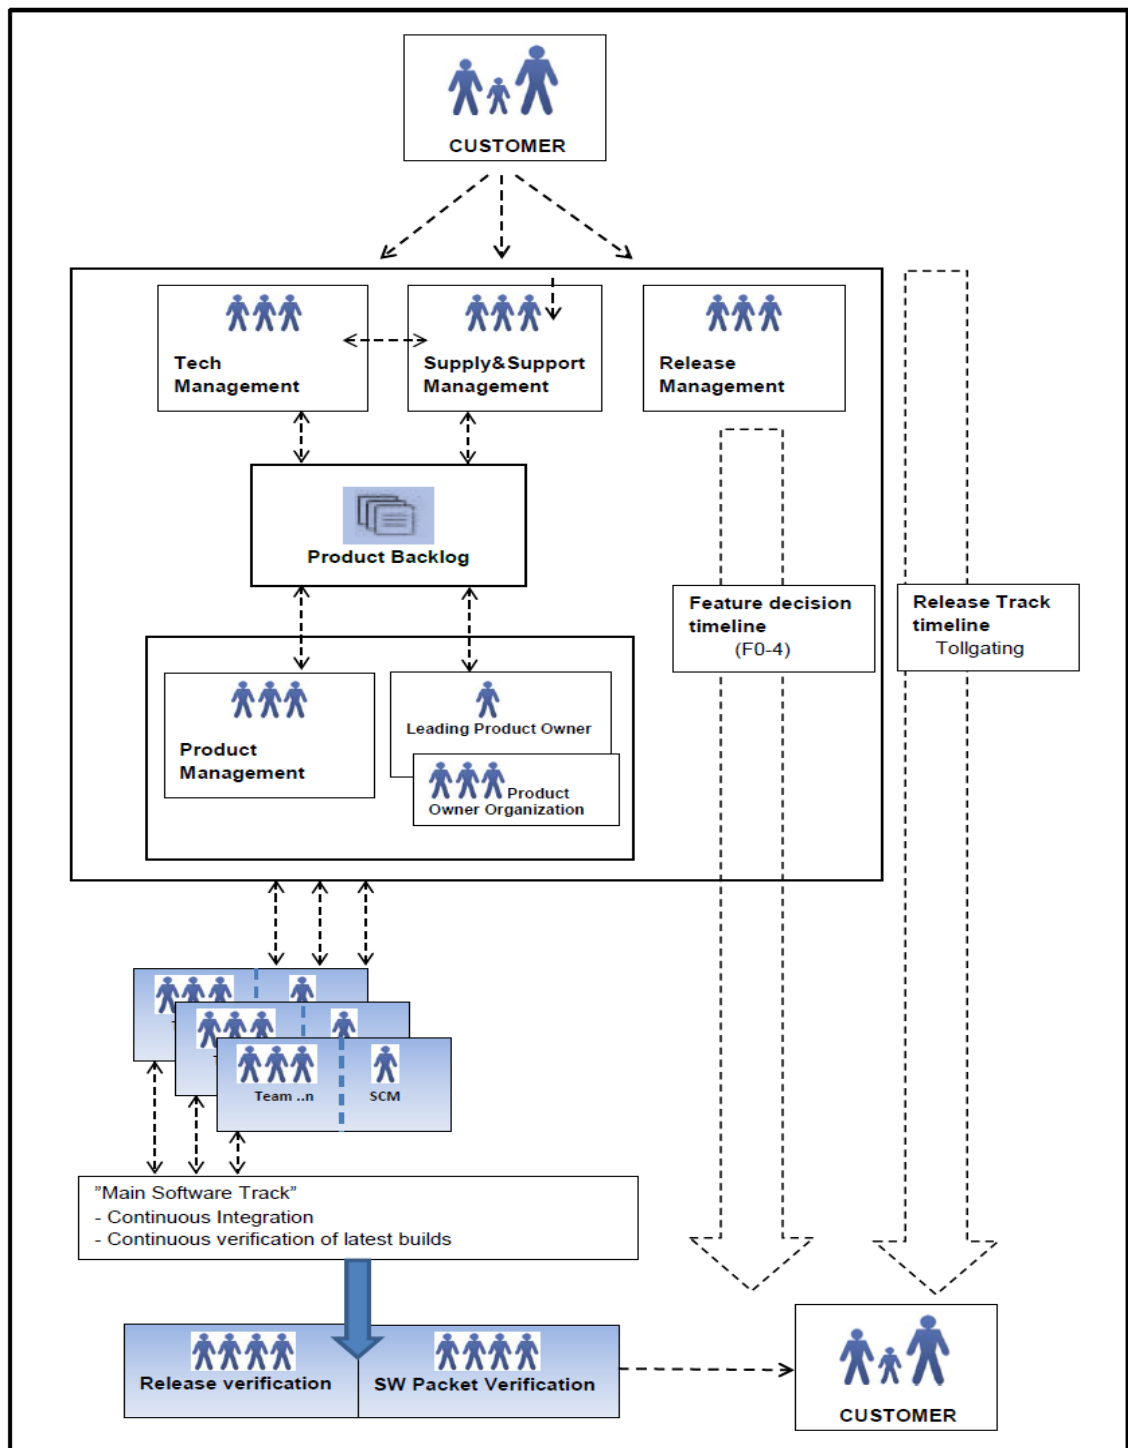 CUSTOMER
Tech
Management
Supply&Support
Management
Release
Management
Product Backlog
Feature decision
timeline
(F0-4)
Release Track
timeline
Tollgating
Product
Management
Leading Product Owner
Product
Owner Organization
T
T
Team ..n
SCM
"Main Software Track"
- Continuous Integration
- Continuous verification of latest builds
Release verification
SW Packet Verification
CUSTOMER